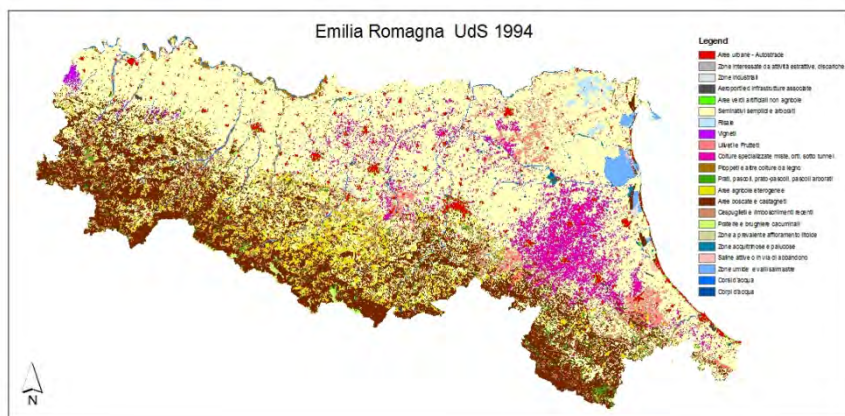 Emilia Romagna UdS 1994
Legend
Aree urbane - Autostrade
Zone interessate da attività estrattive, discariche
Zone industriali
Aeroporti ed infrastrutture associate
Aree verdi artificiali non agricole
Seminativi semplici e arborati
Risaie
Vigneti
Uliveti e Frutteti
Colture specializzate miste, orti, sotto tunnel
Pioppeti e altre colture da legno
Prati, pascoli, prato-pascoli, pascoli arborati
Aree agricole eterogenee
Aree boscate e castagneti
Cespuglieti e rimboschimenti recenti
Praterie e brughiere cacuminali
Zone a prevalente affioramento litoide
Zone acquitrinose e paludose
Saline attive o in via di abbandono
Zone umide e valli salmastre
Corsi d'acqua
Corpi d'acqua
N